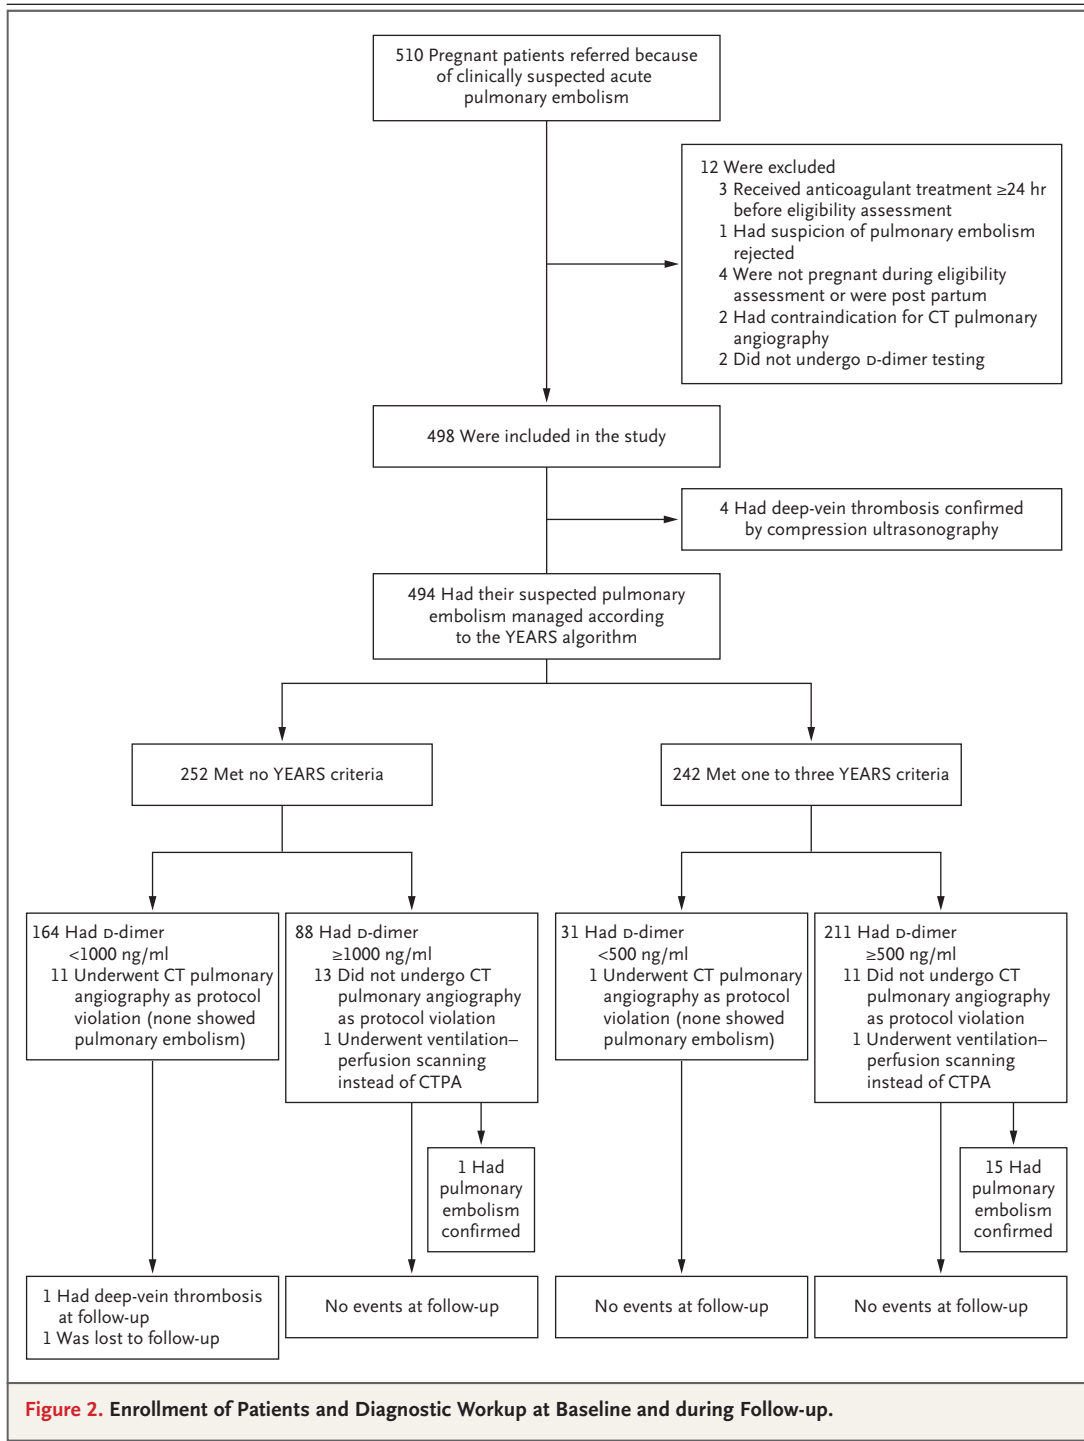 510 Pregnant patients referred because
of clinically suspected acute
pulmonary embolism
12 Were excluded
3 Received anticoagulant treatment ≥24 hr
before eligibility assessment
1 Had suspicion of pulmonary embolism
rejected
4 Were not pregnant during eligibility
assessment or were post partum
2 Had contraindication for CT pulmonary
angiography
2 Did not undergo D-dimer testing
498 Were included in the study
4 Had deep-vein thrombosis confirmed
by compression ultrasonography
494 Had their suspected pulmonary
embolism managed according
to the YEARS algorithm
252 Met no YEARS criteria
242 Met one to three YEARS criteria
164 Had D-dimer
<1000 ng/ml
11 Underwent CT pulmonary
angiography as protocol
violation (none showed
pulmonary embolism)
88 Had D-dimer
≥1000 ng/ml
13 Did not undergo CT
pulmonary angiography
as protocol violation
1 Underwent ventilation–
perfusion scanning
instead of CTPA
31 Had D-dimer
<500 ng/ml
1 Underwent CT pulmonary
angiography as protocol
violation (none showed
pulmonary embolism)
211 Had D-dimer
≥500 ng/ml
11 Did not undergo CT
pulmonary angiography
as protocol violation
1 Underwent ventilation–
perfusion scanning
instead of CTPA
1 Had
pulmonary
embolism
confirmed
15 Had
pulmonary
embolism
confirmed
1 Had deep-vein thrombosis
at follow-up
1 Was lost to follow-up
No events at follow-up
No events at follow-up
No events at follow-up
Figure 2. Enrollment of Patients and Diagnostic Workup at Baseline and during Follow-up.